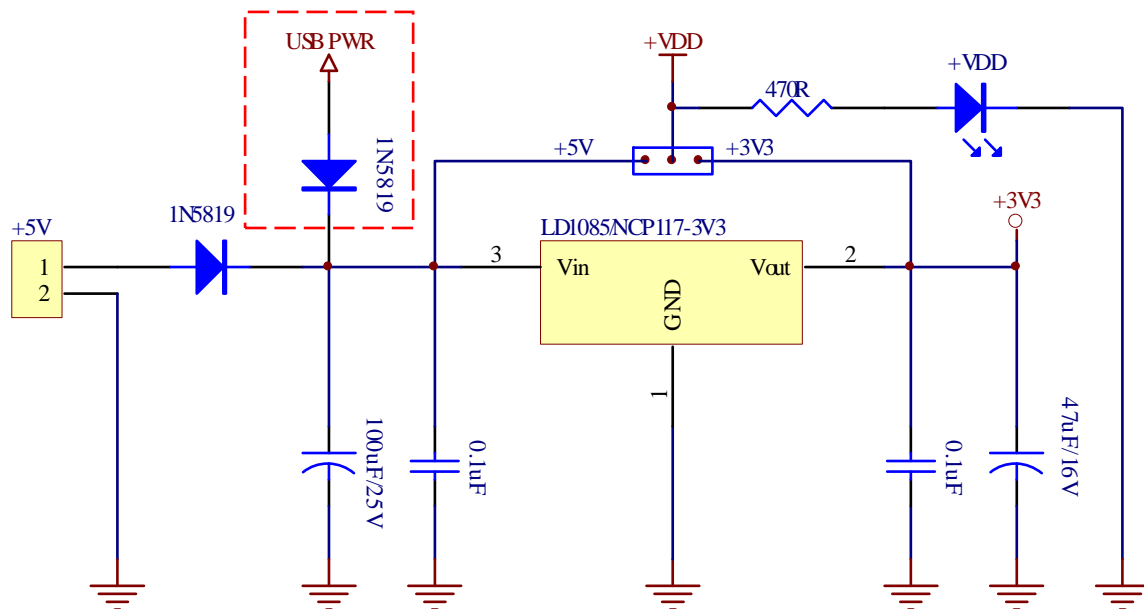 USB PWR
+VDD
+VDD
470R
1N5819
+5V
+3V3
+3V3
1N5819
+5V
LD1085/NCP117-3V3
1
2
3
Vin
Vout
2
GND
1
100uF/25V
0.1uF
0.1uF
47uF/16V